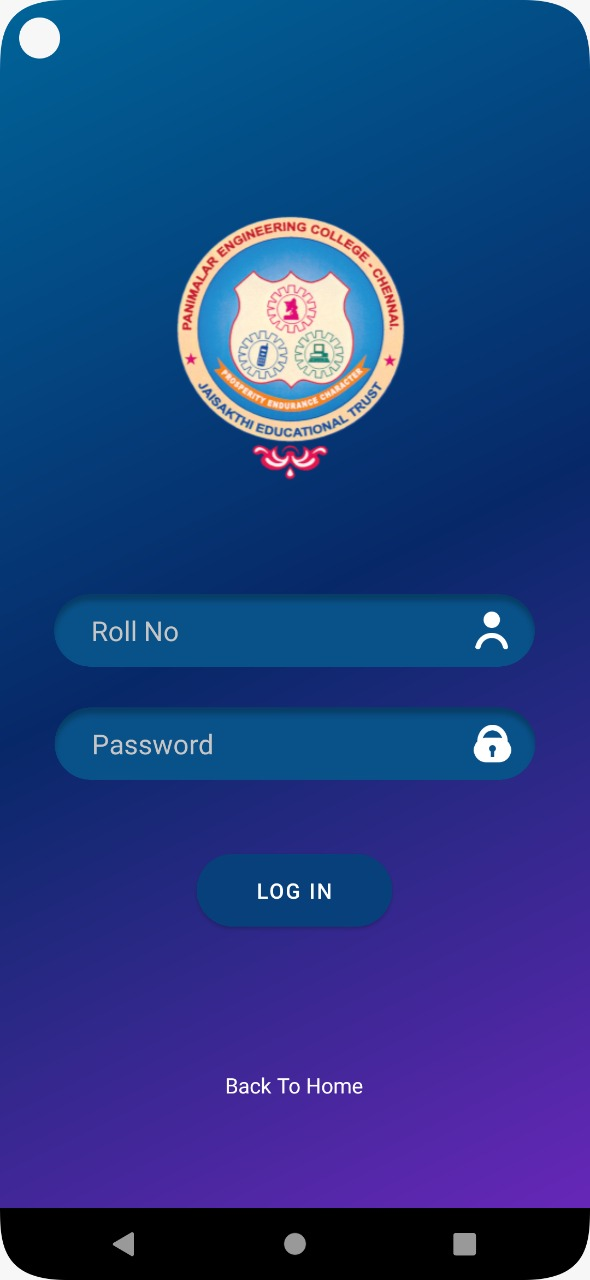 PANIMALAR ENGINEERING COLLEGE - CHENNAI.
PROSPERITY ENDURANCE CHARACTER
JAISAKTHI EDUCATIONAL TRUST
Roll No
Password
LOG IN
Back To Home